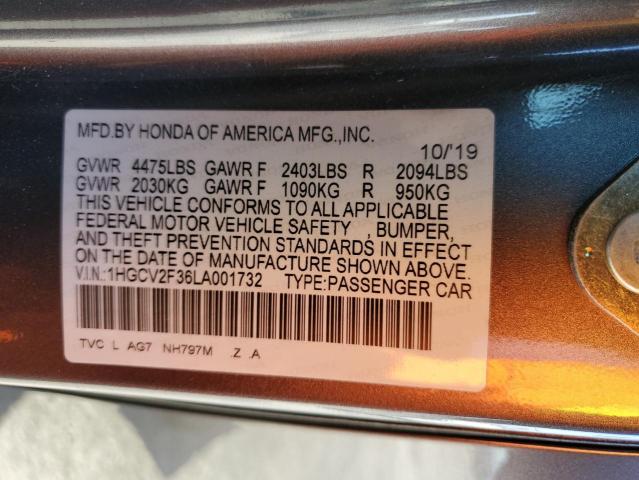 MFD.BY HONDA OF AMERICA MFG.,INC.
10/'19
GVWR 4475LBS GAWR F 2403LBS R 2094LBS
GVWR 2030KG GAWR F 1090KG R 950KG
THIS VEHICLE CONFORMS TO ALL APPLICABLE
FEDERAL MOTOR VEHICLE SAFETY , BUMPER,
AND THEFT PREVENTION STANDARDS IN EFFECT
ON THE DATE OF MANUFACTURE SHOWN ABOVE.
V.I.N.:1HGCV2F36LA001732 TYPE:PASSENGER CAR
TVC L AG7 NH797M .Z .A